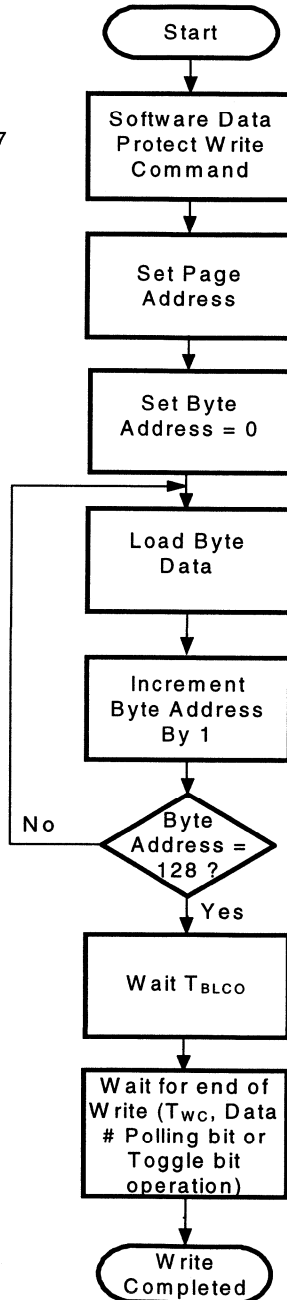 Start
Software Data
Protect Write
Command
7
Set Page
Address
Set Byte
Address = 0
Load Byte
Data
Increment
Byte Address
By 1
Byte
Address =
128 ?
No
Yes
Wait TBLCO
Wait for end of
Write (TWC, Data
# Polling bit or
Toggle bit
operation)
Write
Completed